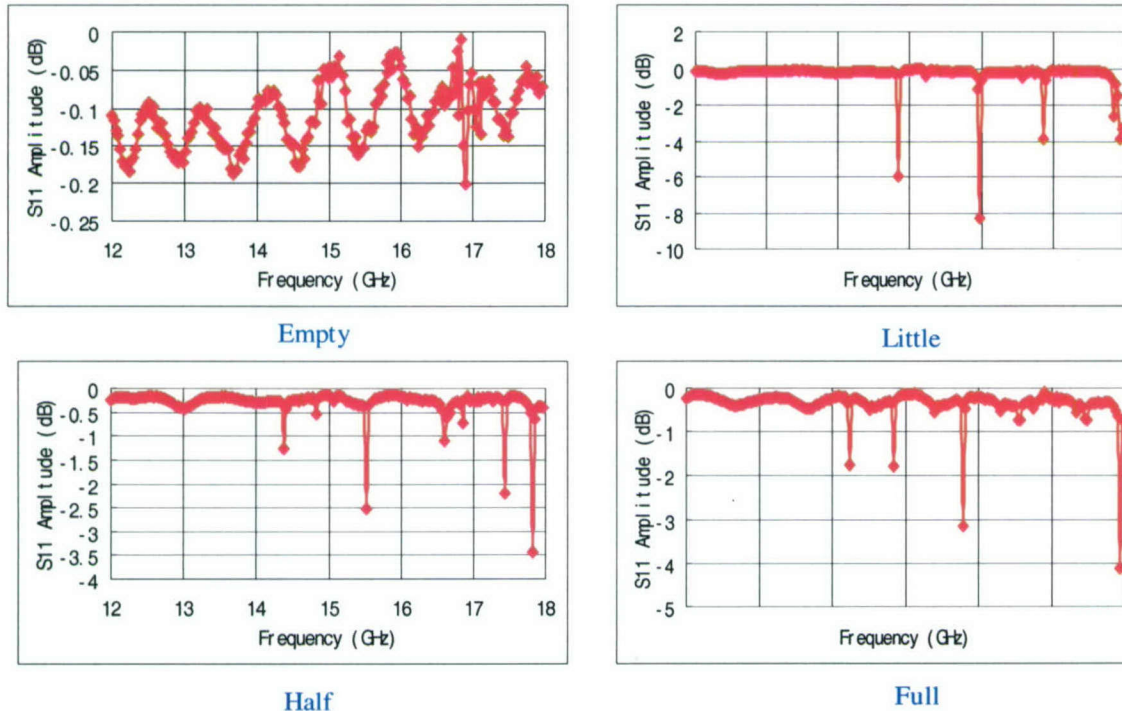 0
-0.05
-0.1
-0.15
-0.2
-0.25
S11 Amplitude (dB)
12 13 14 15 16 17 18
Frequency (GHz)
Empty
2
0
-2
-4
-6
-8
-10
S11 Amplitude (dB)
Frequency (GHz)
Little
0
-0.5
-1
-1.5
-2
-2.5
-3
-3.5
-4
S11 Amplitude (dB)
12 13 14 15 16 17 18
Frequency (GHz)
Half
0
-1
-2
-3
-4
-5
S11 Amplitude (dB)
Frequency (GHz)
Full